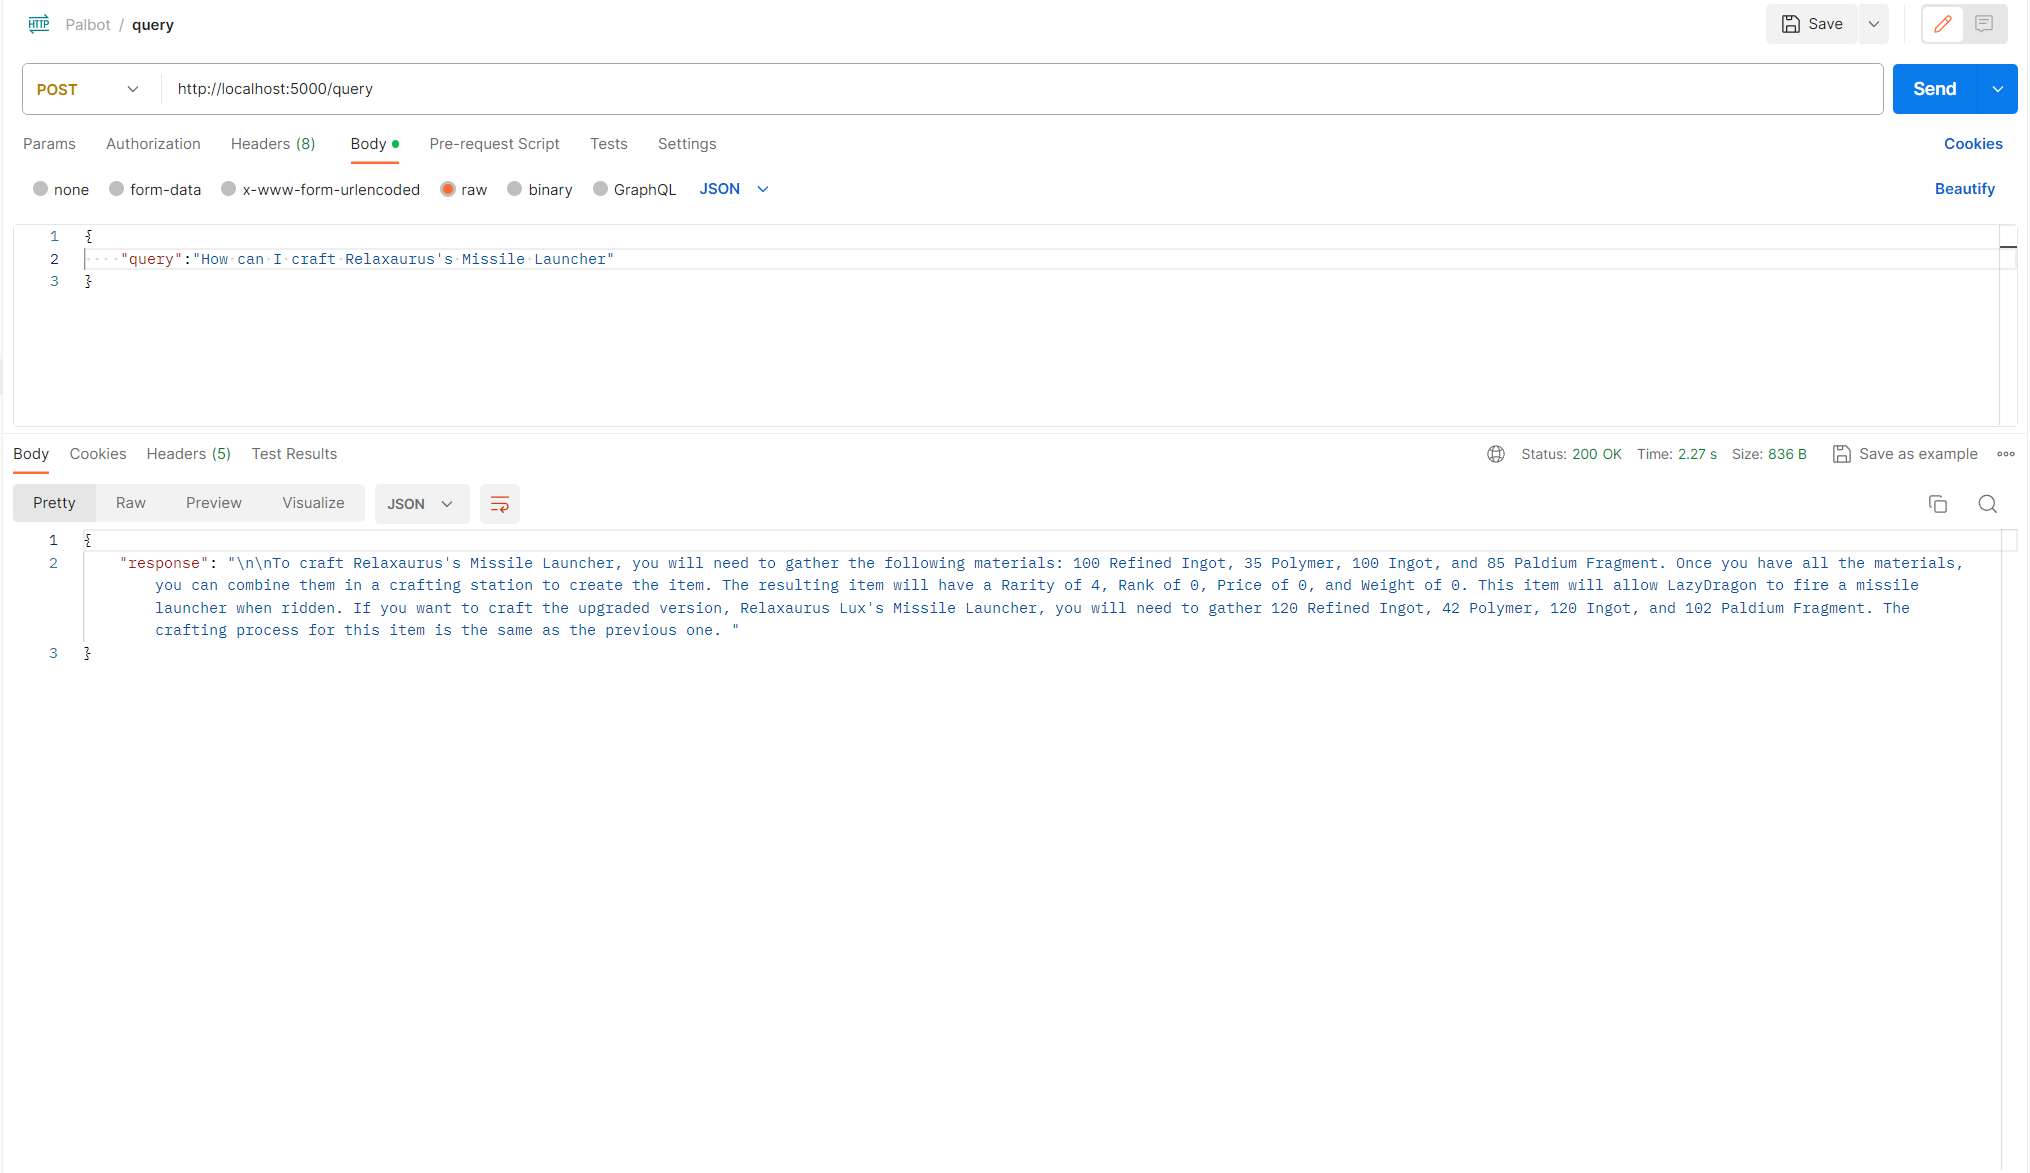 HTTP Palbot / query Save
POST http://localhost:5000/query Send
Params Authorization Headers (8) Body Pre-request Script Tests Settings Cookies
none form-data x-www-form-urlencoded raw binary GraphQL JSON Beautify
1 {
2 "query":"How can I craft Relaxaurus's Missile Launcher"
3 }
Body Cookies Headers (5) Test Results Status: 200 OK Time: 2.27 s Size: 836 B Save as example
Pretty Raw Preview Visualize JSON
1 {
2 "response": "\n\nTo craft Relaxaurus's Missile Launcher, you will need to gather the following materials: 100 Refined Ingot, 35 Polymer, 100 Ingot, and 85 Paldium Fragment. Once you have all the materials,
you can combine them in a crafting station to create the item. The resulting item will have a Rarity of 4, Rank of 0, Price of 0, and Weight of 0. This item will allow LazyDragon to fire a missile
launcher when ridden. If you want to craft the upgraded version, Relaxaurus Lux's Missile Launcher, you will need to gather 120 Refined Ingot, 42 Polymer, 120 Ingot, and 102 Paldium Fragment. The
crafting process for this item is the same as the previous one. "
3 }